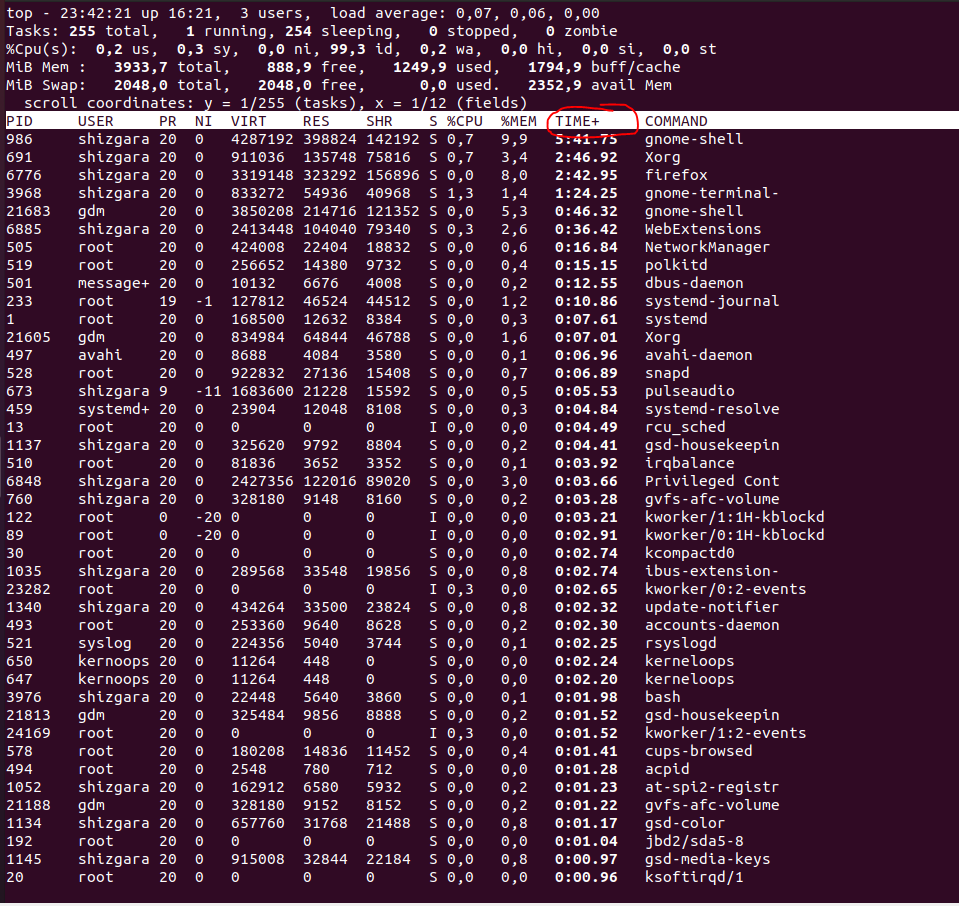 top - 23:42:21 up 16:21,  3 users,  load average: 0,07, 0,06, 0,00
Tasks: 255 total,   1 running, 254 sleeping,   0 stopped,   0 zombie
%Cpu(s):  0,2 us,  0,3 sy,  0,0 ni, 99,3 id,  0,2 wa,  0,0 hi,  0,0 si,  0,0 st
MiB Mem :   3933,7 total,    888,9 free,   1249,9 used,   1794,9 buff/cache
MiB Swap:   2048,0 total,   2048,0 free,      0,0 used.   2352,9 avail Mem
  scroll coordinates: y = 1/255 (tasks), x = 1/12 (fields)
PID     USER     PR  NI  VIRT    RES    SHR    S %CPU  %MEM  TIME+     COMMAND
986     shizgara 20  0   4287192 398824 142192 S 0,7   9,9   5:41.75   gnome-shell
691     shizgara 20  0   911036  135748 75816  S 0,7   3,4   2:46.92   Xorg
6776    shizgara 20  0   3319148 323292 156896 S 0,0   8,0   2:42.95   firefox
3968    shizgara 20  0   833272  54936  40968  S 1,3   1,4   1:24.25   gnome-terminal-
21683   gdm      20  0   3850208 214716 121352 S 0,0   5,3   0:46.32   gnome-shell
6885    shizgara 20  0   2413448 104040 79340  S 0,3   2,6   0:36.42   WebExtensions
505     root     20  0   424008  22404  18832  S 0,0   0,6   0:16.84   NetworkManager
519     root     20  0   256652  14380  9732   S 0,0   0,4   0:15.15   polkitd
501     message+ 20  0   10132   6676   4008   S 0,0   0,2   0:12.55   dbus-daemon
233     root     19  -1  127812  46524  44512  S 0,0   1,2   0:10.86   systemd-journal
1       root     20  0   168500  12632  8384   S 0,0   0,3   0:07.61   systemd
21605   gdm      20  0   834984  64844  46788  S 0,0   1,6   0:07.01   Xorg
497     avahi    20  0   8688    4084   3580   S 0,0   0,1   0:06.96   avahi-daemon
528     root     20  0   922832  27136  15408  S 0,0   0,7   0:06.89   snapd
673     shizgara 9   -11 1683600 21228  15592  S 0,0   0,5   0:05.53   pulseaudio
459     systemd+ 20  0   23904   12048  8108   S 0,0   0,3   0:04.84   systemd-resolve
13      root     20  0   0       0      0      I 0,0   0,0   0:04.49   rcu_sched
1137    shizgara 20  0   325620  9792   8804   S 0,0   0,2   0:04.41   gsd-housekeepin
510     root     20  0   81836   3652   3352   S 0,0   0,1   0:03.92   irqbalance
6848    shizgara 20  0   2427356 122016 89020  S 0,0   3,0   0:03.66   Privileged Cont
760     shizgara 20  0   328180  9148   8160   S 0,0   0,2   0:03.28   gvfs-afc-volume
122     root     0   -20 0       0      0      I 0,0   0,0   0:03.21   kworker/1:1H-kblockd
89      root     0   -20 0       0      0      I 0,0   0,0   0:02.91   kworker/0:1H-kblockd
30      root     20  0   0       0      0      S 0,0   0,0   0:02.74   kcompactd0
1035    shizgara 20  0   289568  33548  19856  S 0,0   0,8   0:02.74   ibus-extension-
23282   root     20  0   0       0      0      I 0,3   0,0   0:02.65   kworker/0:2-events
1340    shizgara 20  0   434264  33500  23824  S 0,0   0,8   0:02.32   update-notifier
493     root     20  0   253360  9640   8628   S 0,0   0,2   0:02.30   accounts-daemon
521     syslog   20  0   224356  5040   3744   S 0,0   0,1   0:02.25   rsyslogd
650     kernoops 20  0   11264   448    0      S 0,0   0,0   0:02.24   kerneloops
647     kernoops 20  0   11264   448    0      S 0,0   0,0   0:02.20   kerneloops
3976    shizgara 20  0   22448   5640   3860   S 0,0   0,1   0:01.98   bash
21813   gdm      20  0   325484  9856   8888   S 0,0   0,2   0:01.52   gsd-housekeepin
24169   root     20  0   0       0      0      I 0,3   0,0   0:01.52   kworker/1:2-events
578     root     20  0   180208  14836  11452  S 0,0   0,4   0:01.41   cups-browsed
494     root     20  0   2548    780    712    S 0,0   0,0   0:01.28   acpid
1052    shizgara 20  0   162912  6580   5932   S 0,0   0,2   0:01.23   at-spi2-registr
21188   gdm      20  0   328180  9152   8152   S 0,0   0,2   0:01.22   gvfs-afc-volume
1134    shizgara 20  0   657760  31768  21488  S 0,0   0,8   0:01.17   gsd-color
192     root     20  0   0       0      0      S 0,0   0,0   0:01.04   jbd2/sda5-8
1145    shizgara 20  0   915008  32844  22184  S 0,0   0,8   0:00.97   gsd-media-keys
20      root     20  0   0       0      0      S 0,0   0,0   0:00.96   ksoftirqd/1